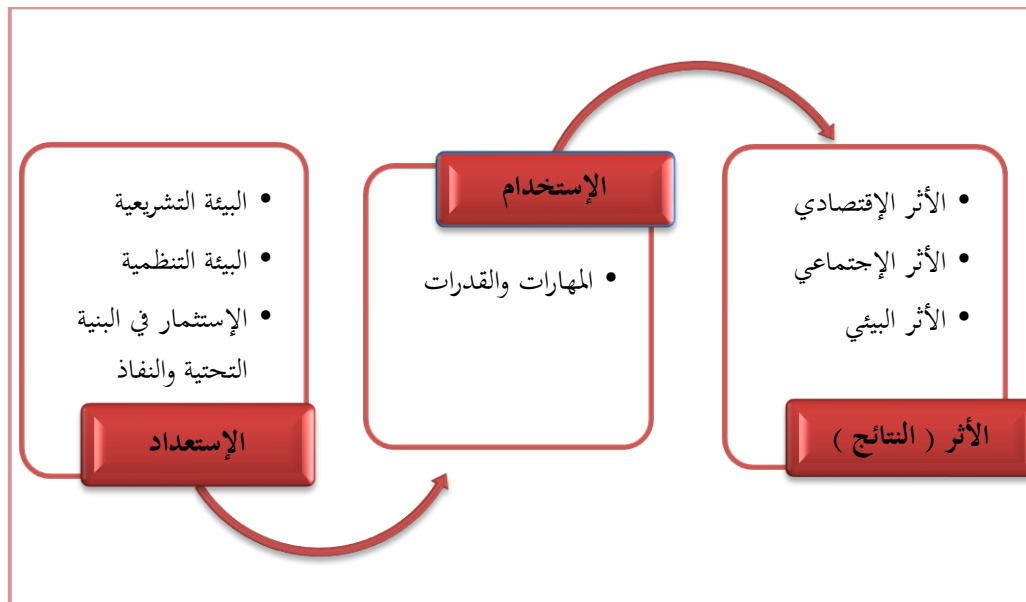 • البيئة التشريعية
• البيئة التنظمية
• الإستثمار في البنية
التحتية والنفاذ
الإستعداد
الإستخدام
• المهارات والقدرات
• الأثر الإقتصادي
• الأثر الإجتماعي
• الأثر البيئي
الأثر ( النتائج )